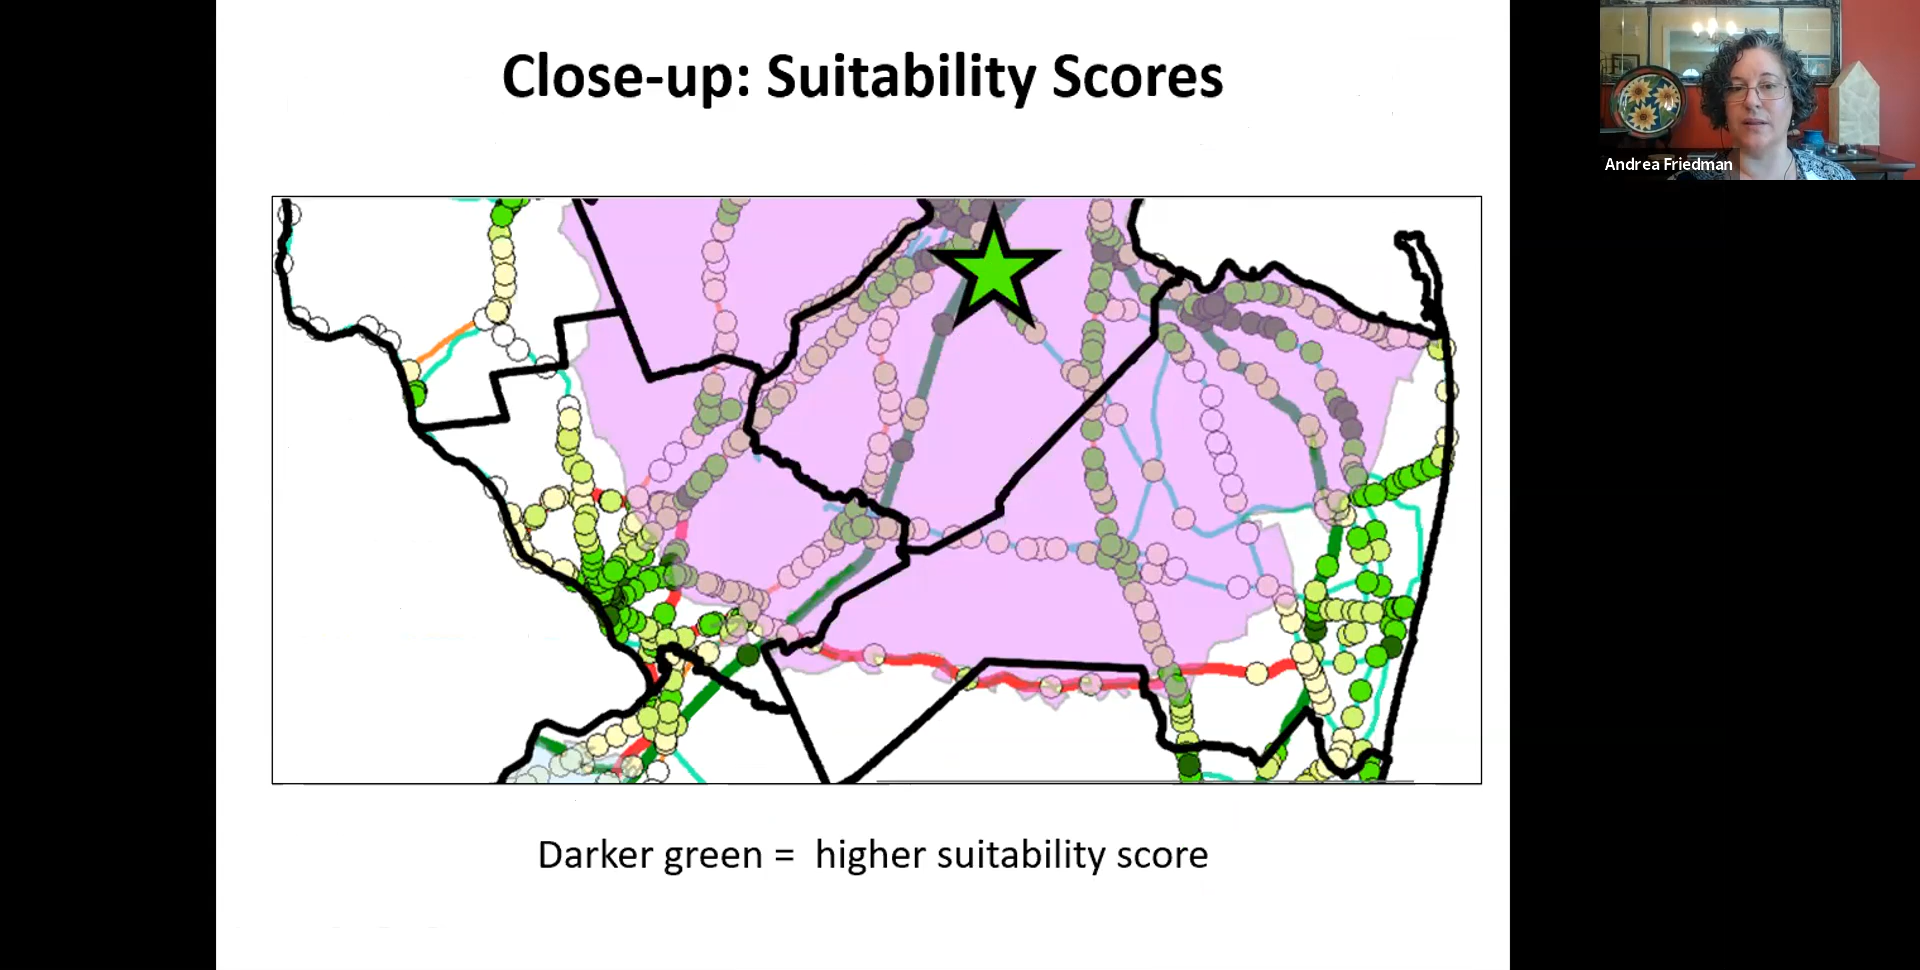 Close-up: Suitability Scores
Andrea Friedman
Darker green = higher suitability score